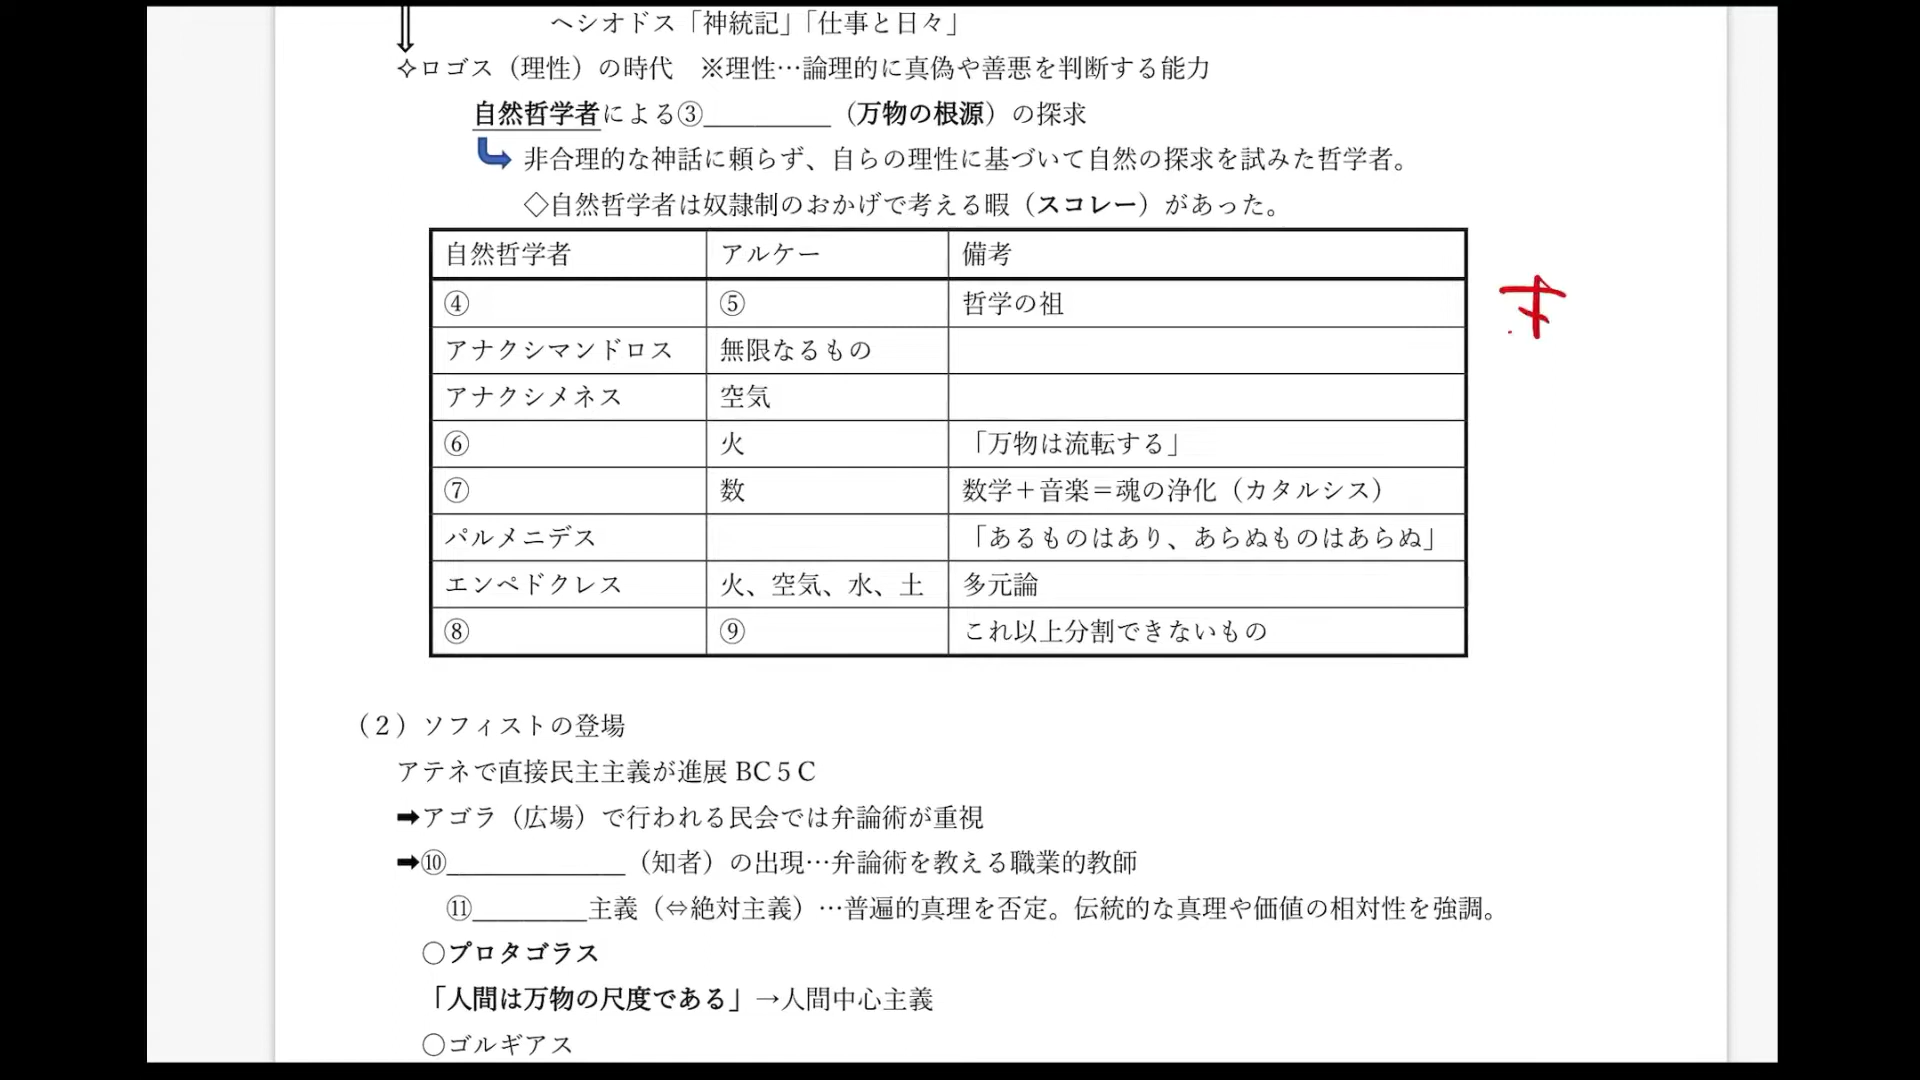 ヘシオドス「神統記」「仕事と日々」
✧ロゴス（理性）の時代　※理性…論理的に真偽や善悪を判断する能力
自然哲学者による③__________（万物の根源）の探求
非合理的な神話に頼らず、自らの理性に基づいて自然の探求を試みた哲学者。
◇自然哲学者は奴隷制のおかげで考える暇（スコレー）があった。
自然哲学者 アルケー 備考
④ ⑤ 哲学の祖
アナクシマンドロス 無限なるもの
アナクシメネス 空気
⑥ 火 「万物は流転する」
⑦ 数 数学＋音楽＝魂の浄化（カタルシス）
パルメニデス 「あるものはあり、あらぬものはあらぬ」
エンペドクレス 火、空気、水、土 多元論
⑧ ⑨ これ以上分割できないもの
（２）ソフィストの登場
アテネで直接民主主義が進展 BC５C
➡アゴラ（広場）で行われる民会では弁論術が重視
➡⑩______________（知者）の出現…弁論術を教える職業的教師
⑪_________主義（⇔絶対主義）…普遍的真理を否定。伝統的な真理や価値の相対性を強調。
○プロタゴラス
「人間は万物の尺度である」→人間中心主義
○ゴルギアス